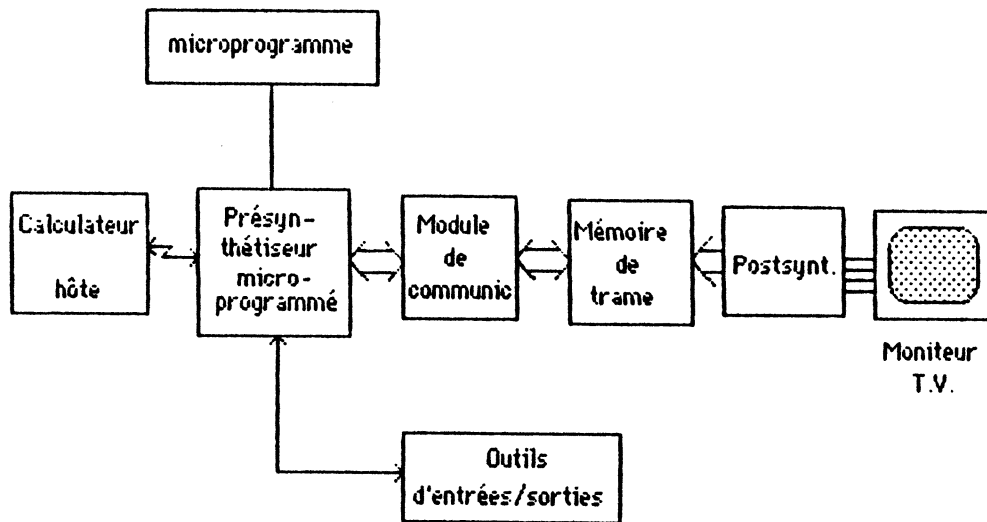 microprogramme
Calculateur
hôte
Présyn-
thétiseur
micro-
programmé
Module
de
communic
Mémoire
de
trame
Postsynt.
Moniteur
T.V.
Outils
d'entrées/sorties